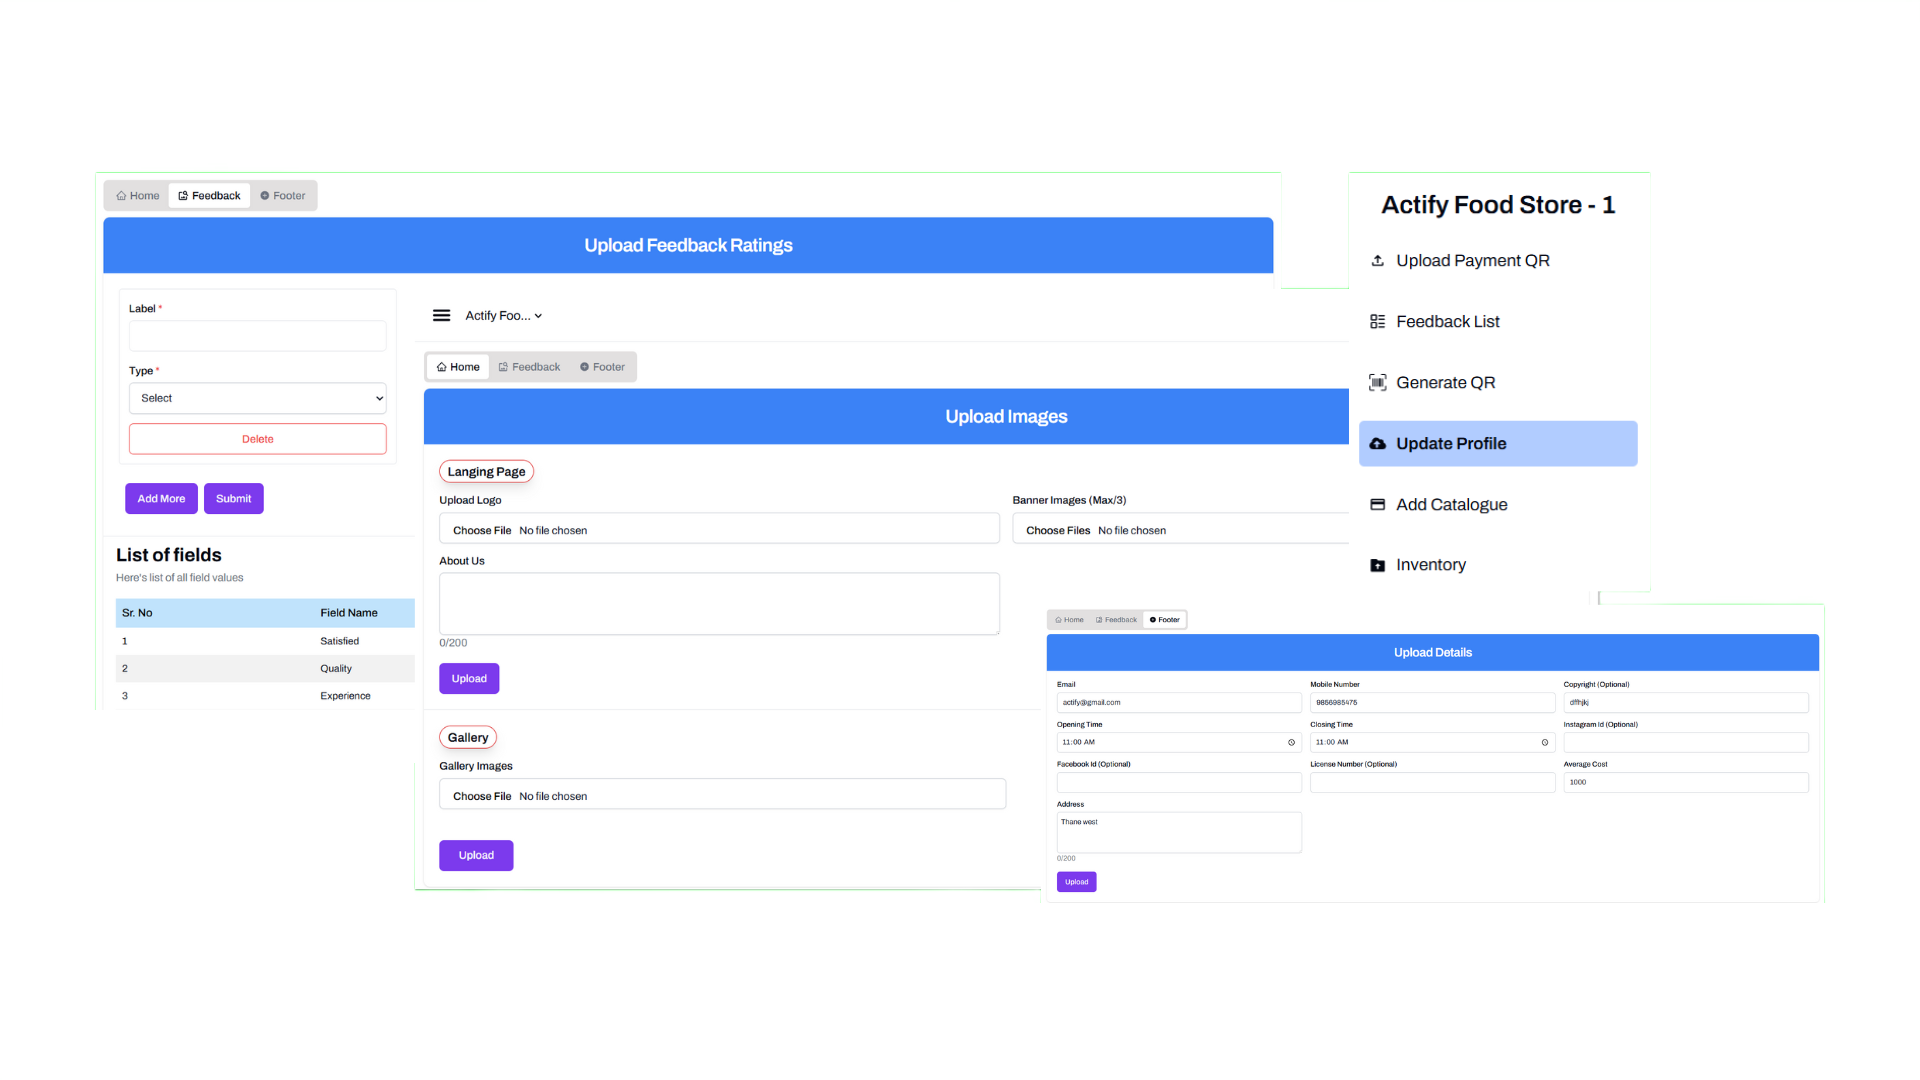 Home Feedback Footer
Upload Feedback Ratings
Label *
Type *
Select
Delete
Add More Submit
List of fields
Here's list of all field values
Sr. No Field Name
1 Satisfied
2 Quality
3 Experience
Actify Foo...
Home Feedback Footer
Upload Images
Langing Page
Upload Logo Banner Images (Max/3)
Choose File No file chosen Choose Files No file chosen
About Us
0/200
Upload
Gallery
Gallery Images
Choose File No file chosen
Upload
Actify Food Store - 1
Upload Payment QR
Feedback List
Generate QR
Update Profile
Add Catalogue
Inventory
Home Feedback Footer
Upload Details
Email Mobile Number Copyright (Optional)
actify@gmail.com 9856985475 dffhjkj
Opening Time Closing Time Instagram Id (Optional)
11:00 AM 11:00 AM
Facebook Id (Optional) License Number (Optional) Average Cost
1000
Address
Thane west
0/200
Upload